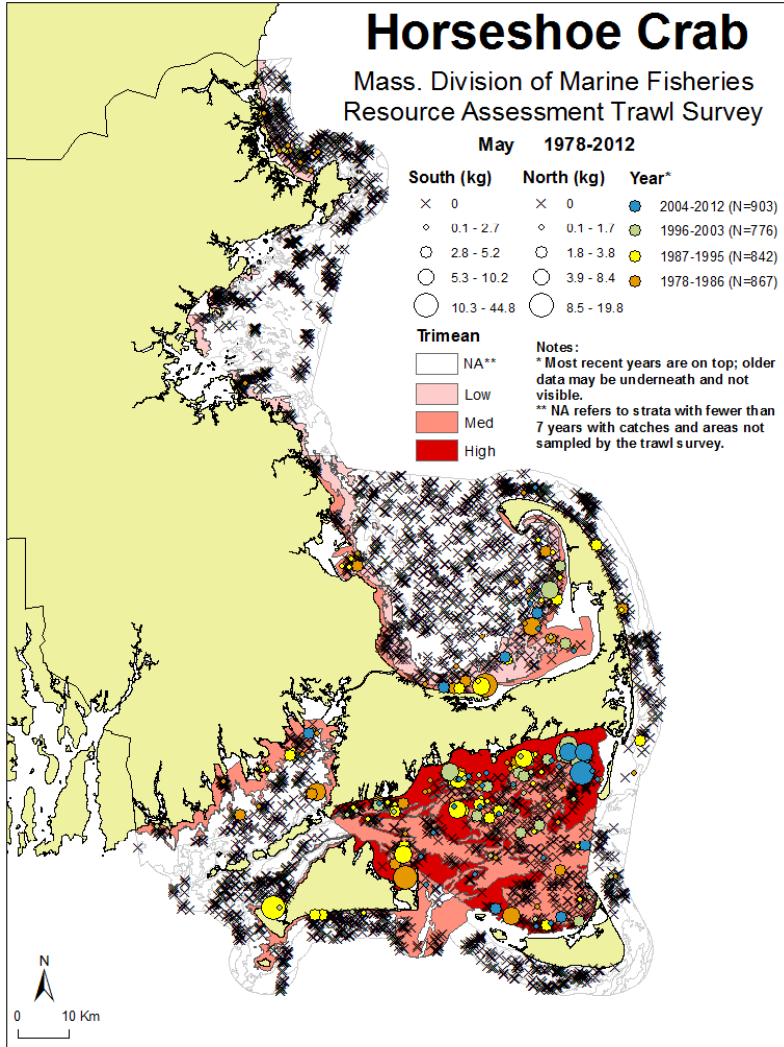 Horseshoe Crab
Mass. Division of Marine Fisheries
Resource Assessment Trawl Survey
May 1978-2012
South (kg) North (kg) Year*
0 0 2004-2012 (N=903)
0.1 - 2.7 0.1 - 1.7 1996-2003 (N=776)
2.8 - 5.2 1.8 - 3.8 1987-1995 (N=842)
5.3 - 10.2 3.9 - 8.4 1978-1986 (N=867)
10.3 - 44.8 8.5 - 19.8
Trimean
NA**
Low
Med
High
Notes:
* Most recent years are on top; older
data may be underneath and not
visible.
** NA refers to strata with fewer than
7 years with catches and areas not
sampled by the trawl survey.
N
0 10 Km